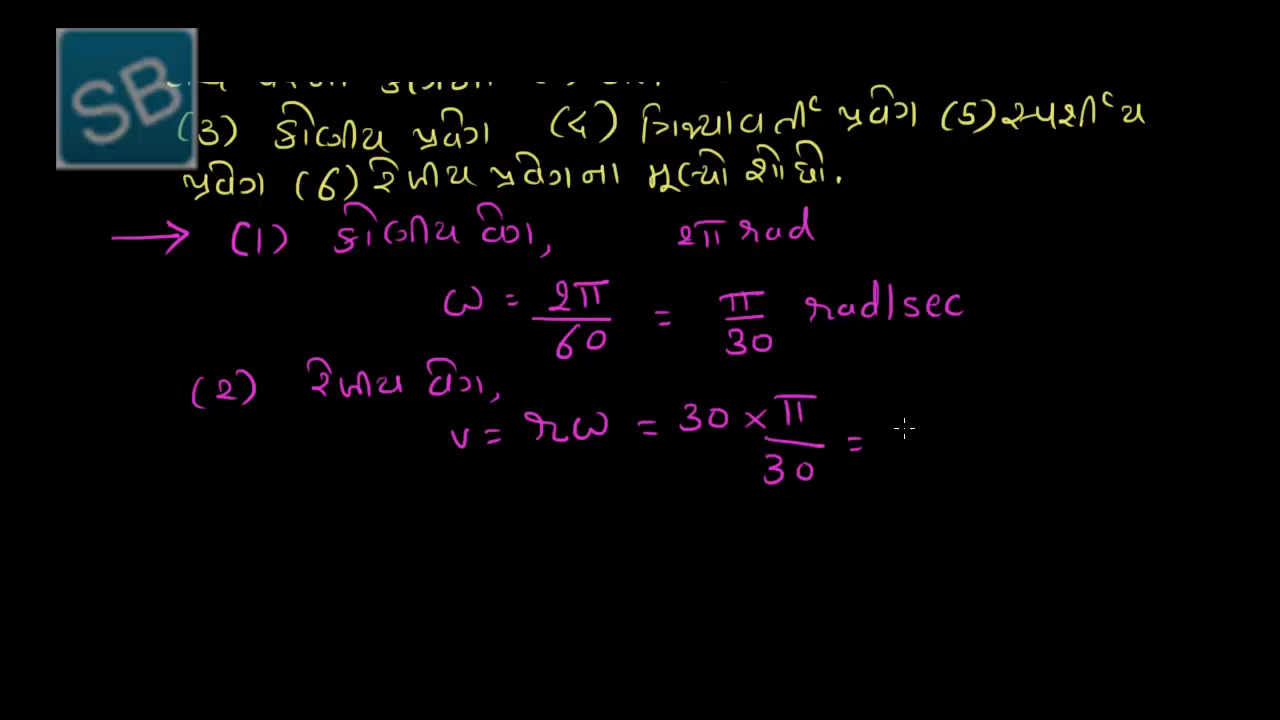 SB
(3) કોણીય પ્રવેગ (૮) ત્રિજ્યાવર્તી પ્રવેગ (5) સ્પર્શીય
પ્રવેગ (6) રેખીય પ્રવેગના મૂલ્યો શોધો.
→ (1) કોણીય વેગ, 2π rad
ω = 2π/60 = π/30 rad/sec
(2) રેખીય વેગ,
v = rω = 30 × π/30 =